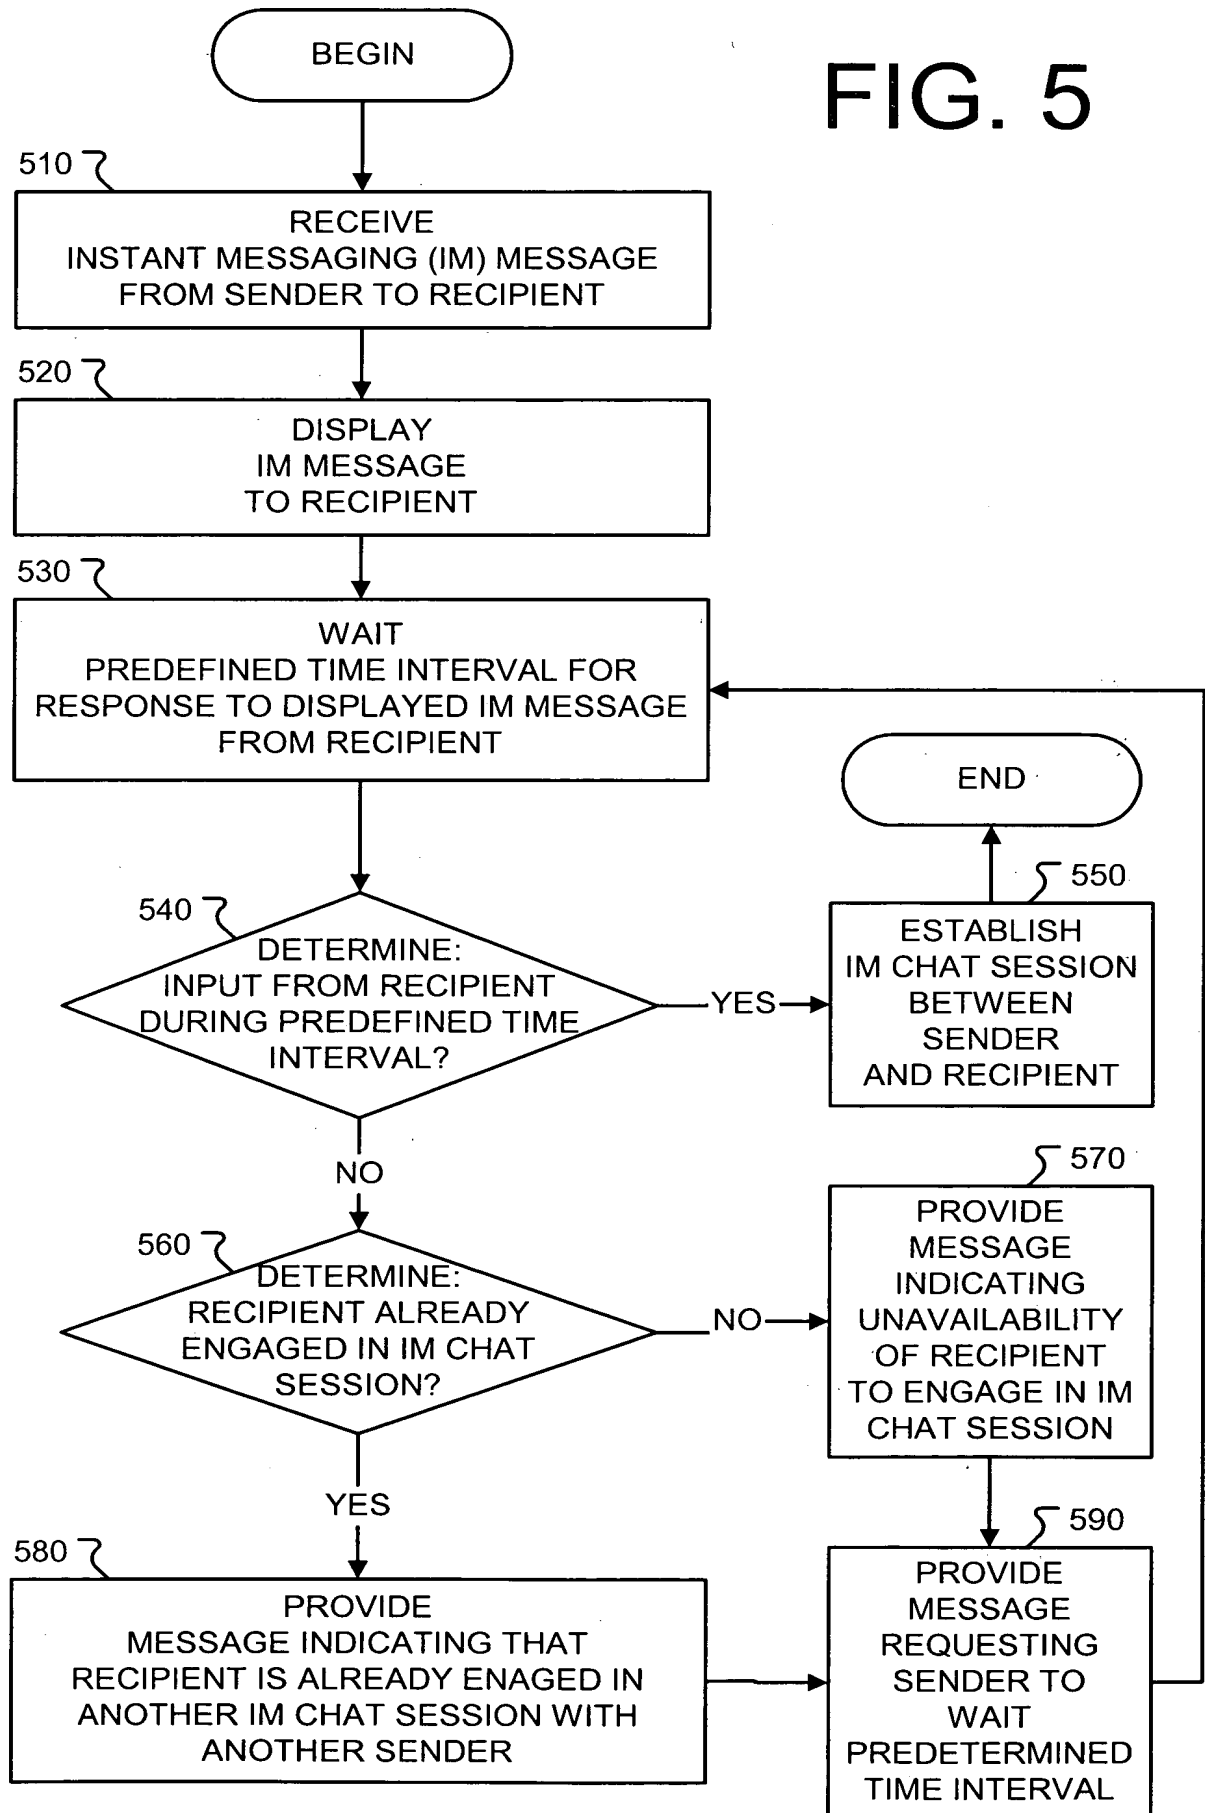 BEGIN
FIG. 5
510
RECEIVE
INSTANT MESSAGING (IM) MESSAGE
FROM SENDER TO RECIPIENT
520
DISPLAY
IM MESSAGE
TO RECIPIENT
530
WAIT
PREDEFINED TIME INTERVAL FOR
RESPONSE TO DISPLAYED IM MESSAGE
FROM RECIPIENT
540
DETERMINE:
INPUT FROM RECIPIENT
DURING PREDEFINED TIME
INTERVAL?
YES
550
ESTABLISH
IM CHAT SESSION
BETWEEN
SENDER
AND RECIPIENT
END
NO
560
DETERMINE:
RECIPIENT ALREADY
ENGAGED IN IM CHAT
SESSION?
NO
570
PROVIDE
MESSAGE
INDICATING
UNAVAILABILITY
OF RECIPIENT
TO ENGAGE IN IM
CHAT SESSION
YES
580
PROVIDE
MESSAGE INDICATING THAT
RECIPIENT IS ALREADY ENAGED IN
ANOTHER IM CHAT SESSION WITH
ANOTHER SENDER
590
PROVIDE
MESSAGE
REQUESTING
SENDER TO
WAIT
PREDETERMINED
TIME INTERVAL